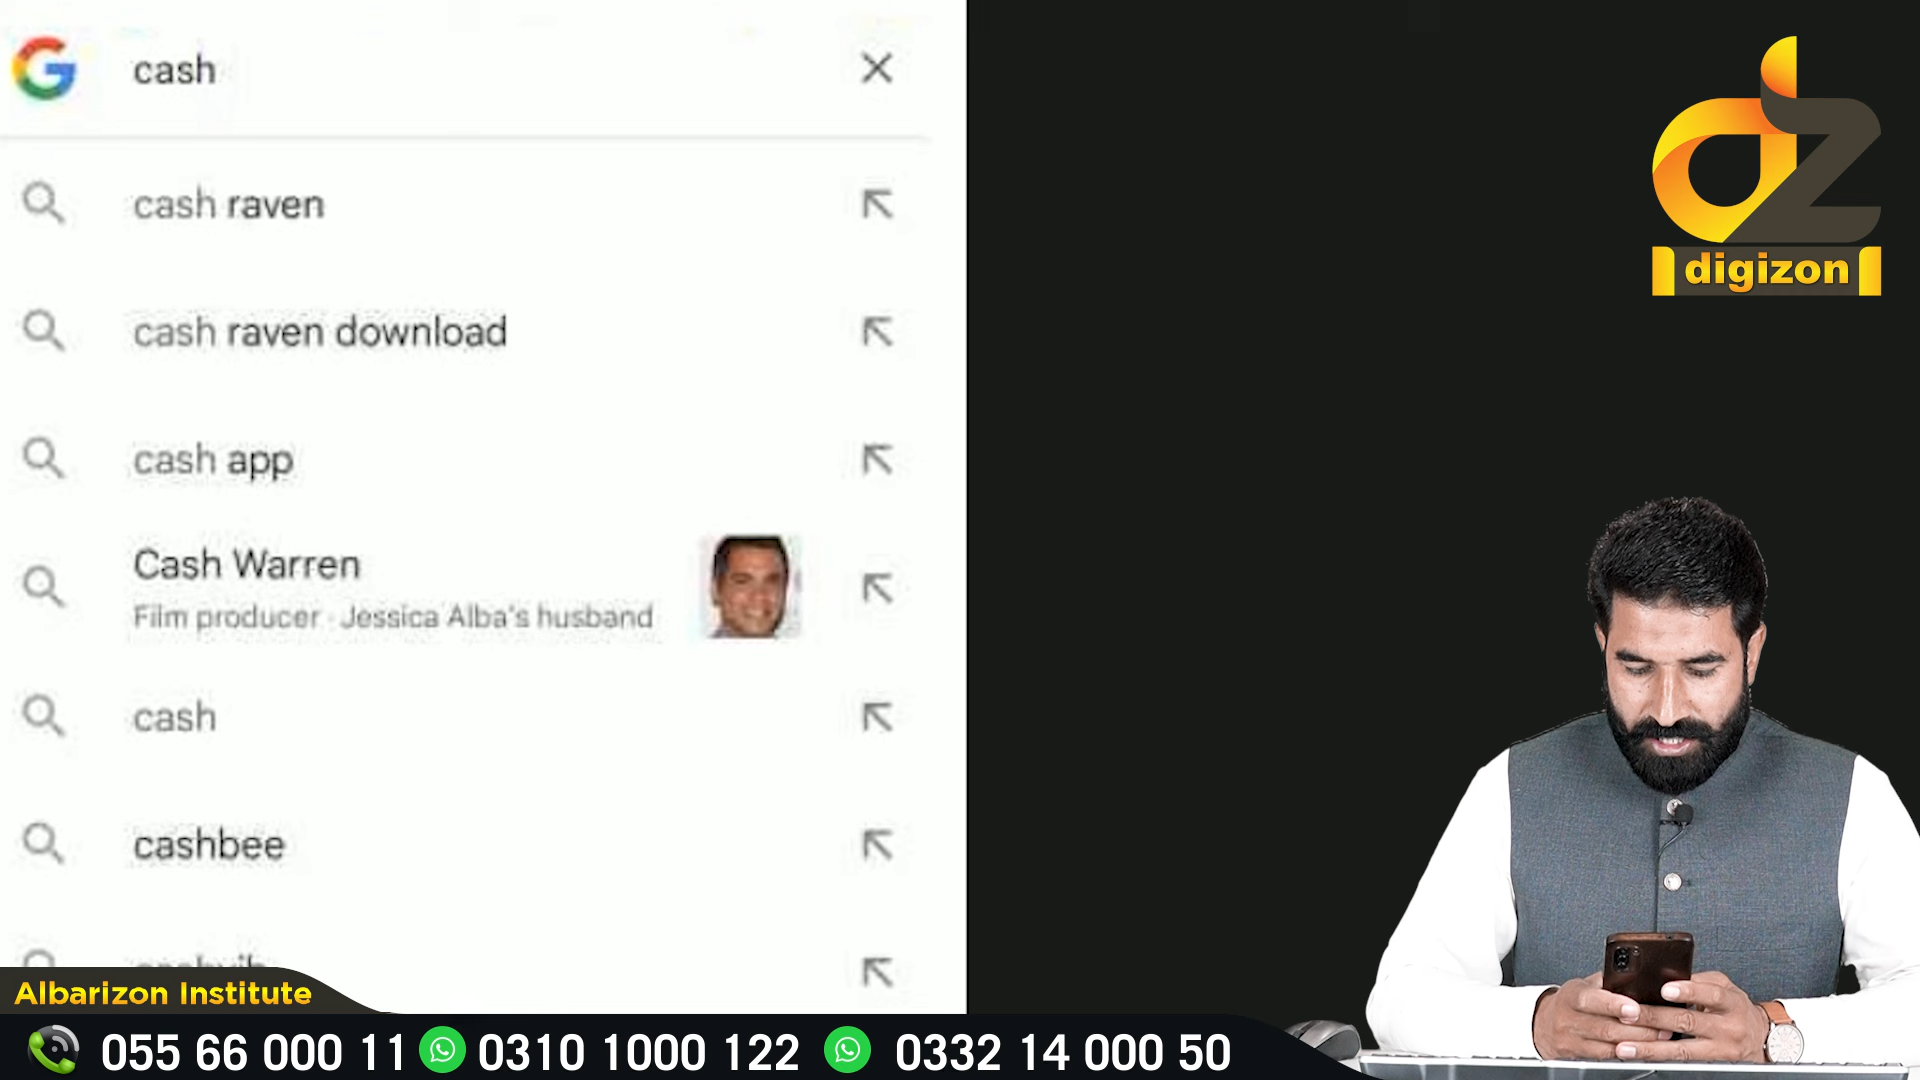 cash
cash raven
cash raven download
cash app
Cash Warren
Film producer · Jessica Alba's husband
cash
cashbee
digizon
Albarizon Institute
055 66 000 11
0310 1000 122
0332 14 000 50